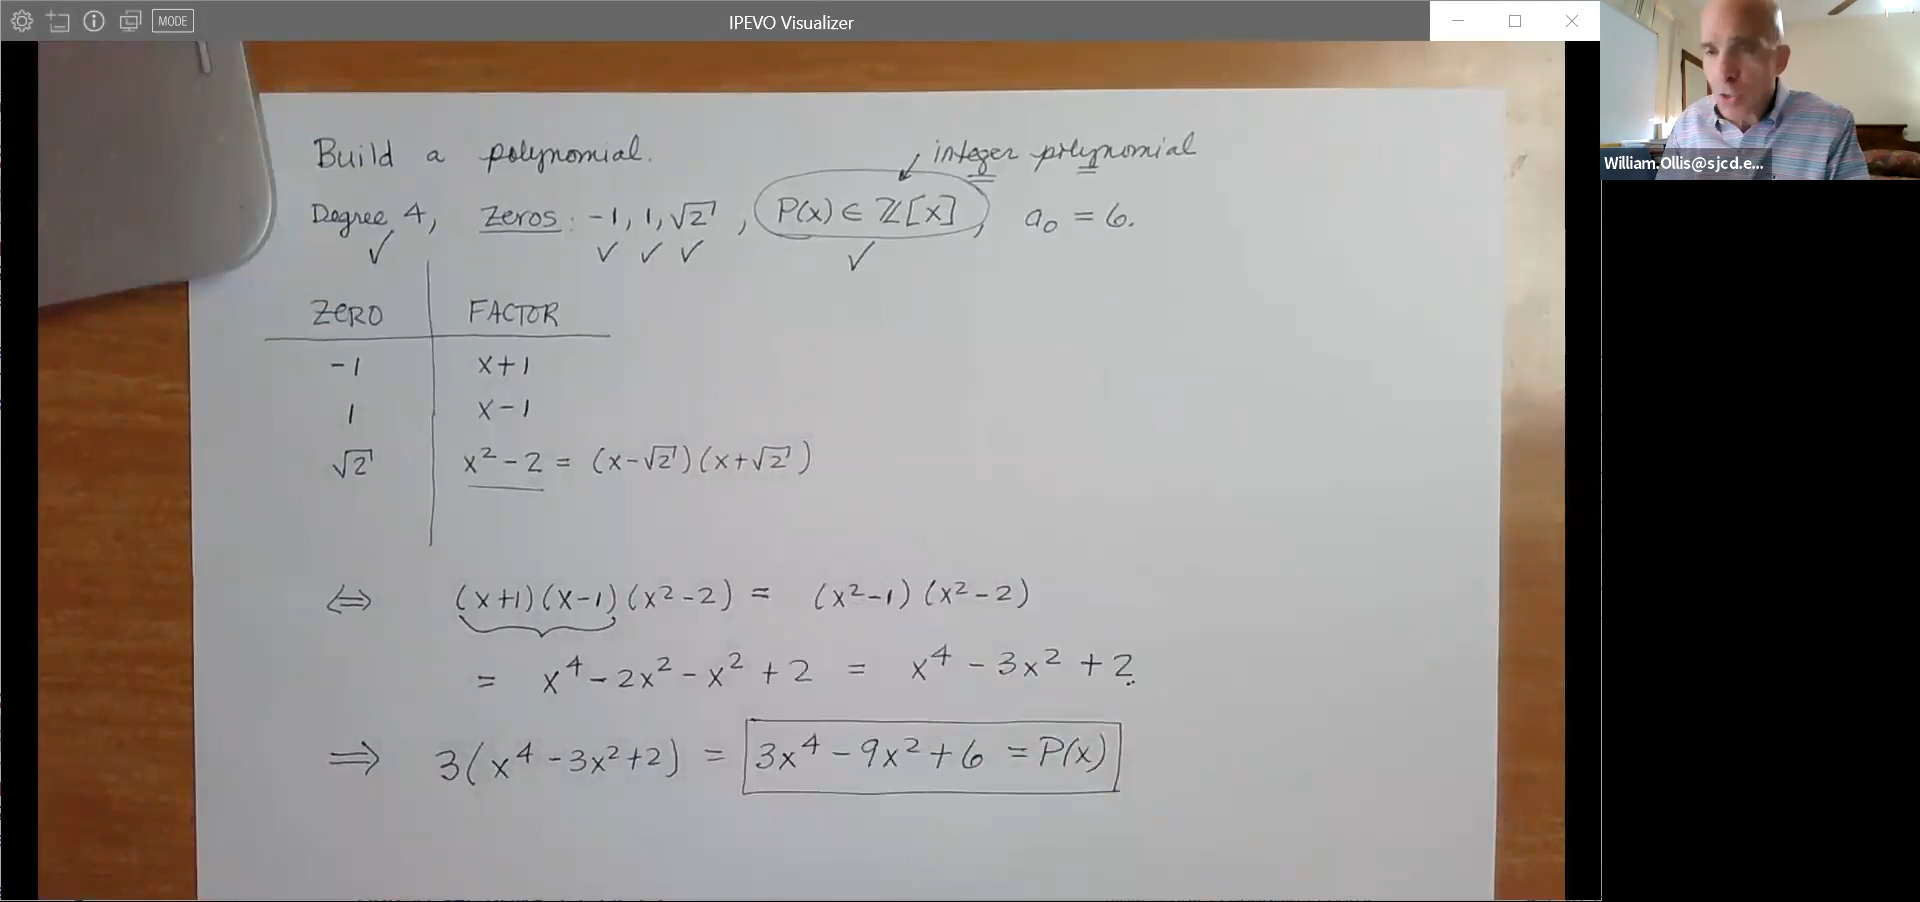 MODE
IPEVO Visualizer
William.Ollis@sjcd.e...
Build a polynomial.
integer polynomial
Degree 4, Zeros: -1, 1, √2, P(x) ∈ ℤ[x], a₀ = 6.
✓ ✓ ✓ ✓ ✓
ZERO FACTOR
-1 x+1
1 x-1
√2 x² - 2 = (x-√2)(x+√2)
⇔ (x+1)(x-1)(x²-2) = (x²-1)(x²-2)
= x⁴ - 2x² - x² + 2 = x⁴ - 3x² + 2
⇒ 3(x⁴ - 3x² + 2) = 3x⁴ - 9x² + 6 = P(x)